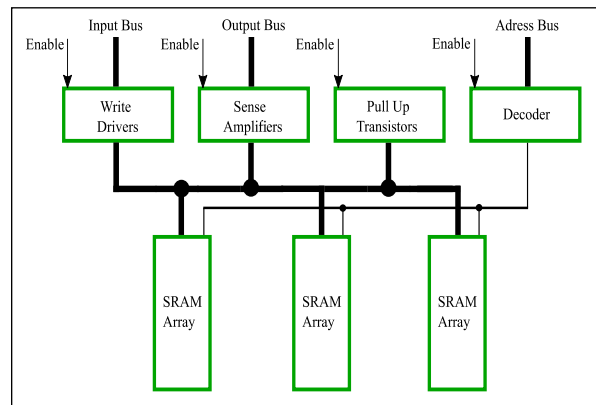 Input Bus
Output Bus
Adress Bus
Enable
Enable
Enable
Enable
Write
Drivers
Sense
Amplifiers
Pull Up
Transistors
Decoder
SRAM
Array
SRAM
Array
SRAM
Array